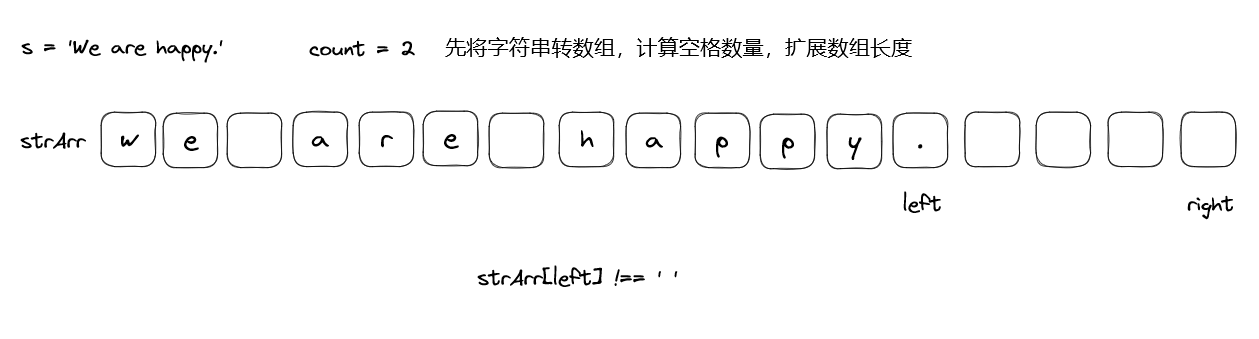 s = 'We are happy.' count = 2 先将字符串转数组，计算空格数量，扩展数组长度
strArr w e a r e h a p p y .
left right
strArr[left] !== ' '